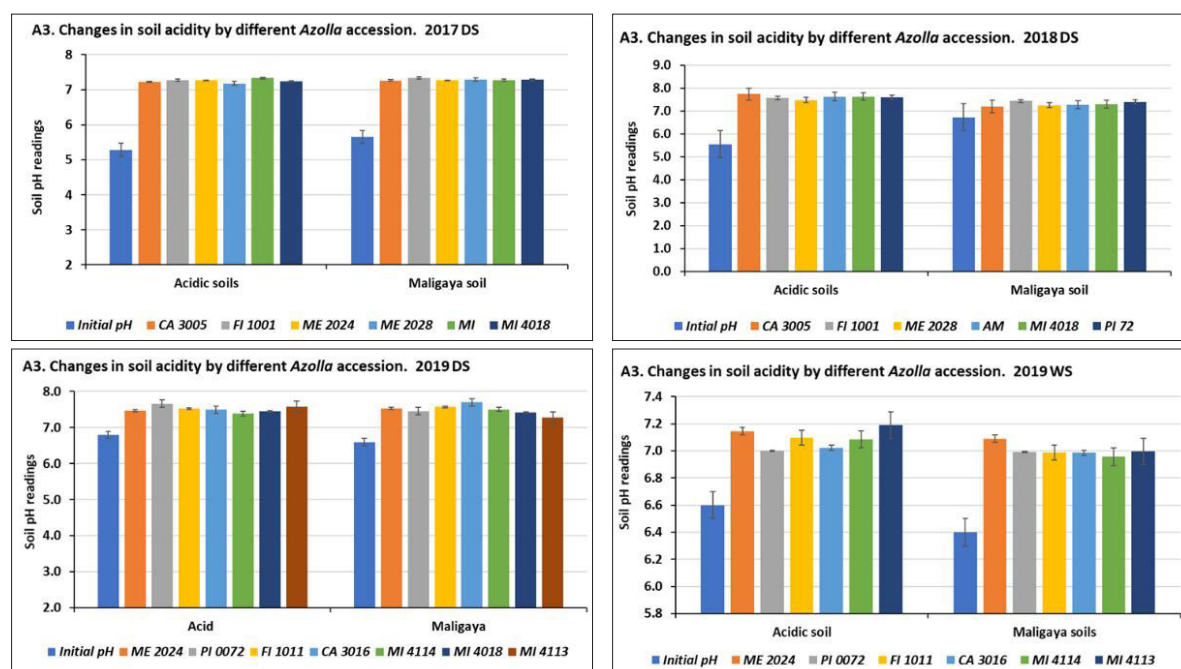 A3. Changes in soil acidity by different Azolla accession. 2017 DS
Soil pH readings
8
7
6
5
4
3
2
Acidic soils
Maligaya soil
Initial pH CA 3005 FI 1001 ME 2024 ME 2028 MI MI 4018
A3. Changes in soil acidity by different Azolla accession. 2018 DS
Soil pH readings
9.0
8.0
7.0
6.0
5.0
4.0
3.0
2.0
1.0
0.0
Acidic soils
Maligaya soil
Intial pH CA 3005 FI 1001 ME 2028 AM MI 4018 PI 72
A3. Changes in soil acidity by different Azolla accession. 2019 DS
Soil pH readings
8.0
7.0
6.0
5.0
4.0
3.0
2.0
Acid
Maligaya
Initial pH ME 2024 PI 0072 FI 1011 CA 3016 MI 4114 MI 4018 MI 4113
A3. Changes in soil acidity by different Azolla accession. 2019 WS
Soil pH readings
7.4
7.2
7.0
6.8
6.6
6.4
6.2
6.0
5.8
Acidic soil
Maligaya soils
Initial pH ME 2024 PI 0072 FI 1011 CA 3016 MI 4114 MI 4113